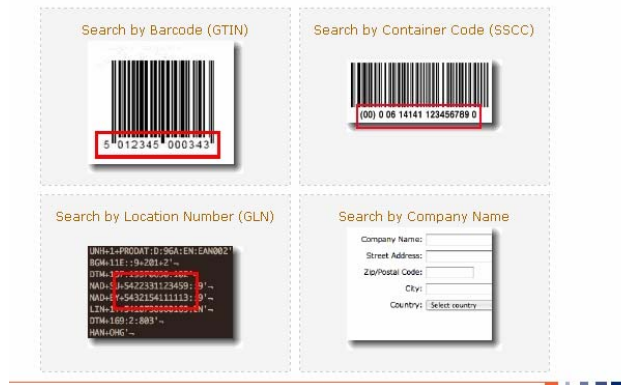 Search by Barcode (GTIN)
5 012345 000343
Search by Container Code (SSCC)
(00) 0 06 14141 123456789 0
Search by Location Number (GLN)
UNH+1+PRODAT:D:96A:EN:EAN002'
BGM+11E::9+201+2'¬
NAD+SU+5422331123459::9'¬
NAD+BY+5432154111113::9'¬
DTM+169:2:803'¬
HAN+OHG'¬
Search by Company Name
Company Name:
Street Address:
Zip/Postal Code:
City:
Country: Select country